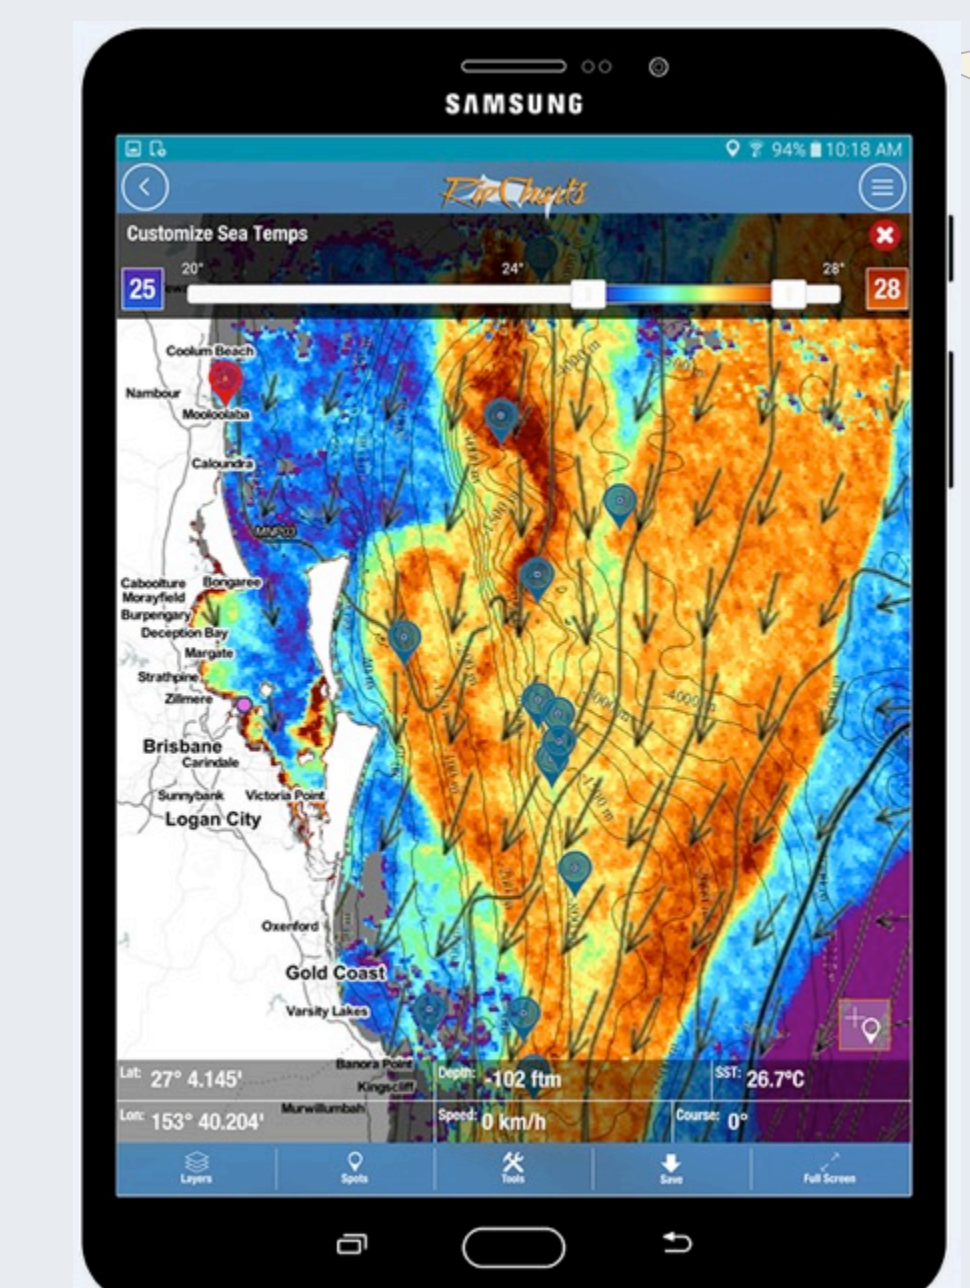 SAMSUNG
94% 10:18 AM
RipCharts
Customize Sea Temps
20° 24° 28°
25 28
Coolum Beach
Nambour
Mooloolaba
Caloundra
MNP03
Caboolture
Bongaree
Morayfield
Burpengary
Deception Bay
Margate
Strathpine
Zillmere
Brisbane
Carindale
Sunnybank
Victoria Point
Logan City
Oxenford
Gold Coast
Varsity Lakes
Banora Point
Kingscliff
Murwillumbah
Lat: 27° 4.145' Depth: -102 ftm SST: 26.7°C
Lon: 153° 40.204' Speed: 0 km/h Course: 0°
Layers Spots Tools Save Full Screen